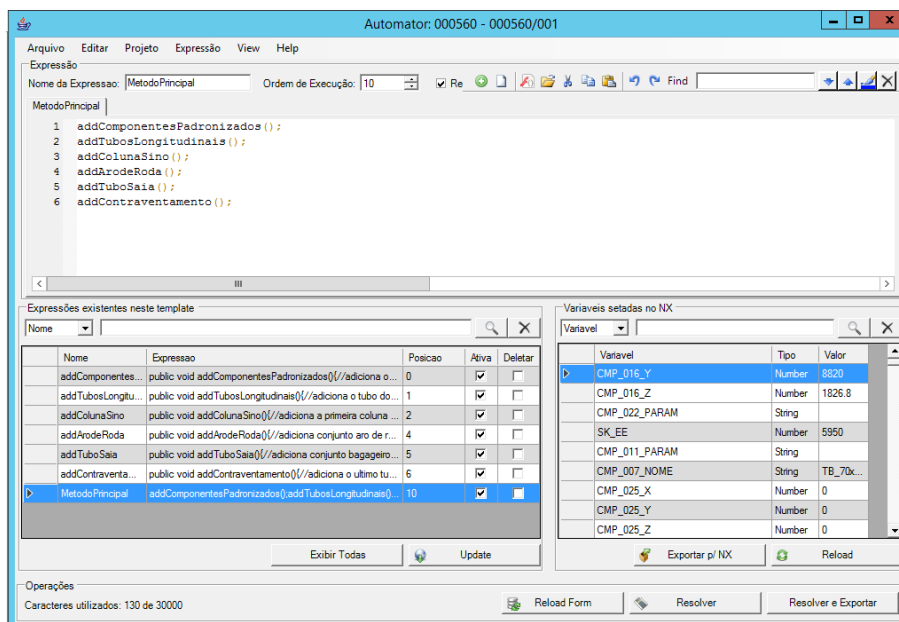 Automator: 000560 - 000560/001
Arquivo Editar Projeto Expressão View Help
Expressão
Nome da Expressao: MetodoPrincipal Ordem de Execução: 10 Re Find
MetodoPrincipal
1 addComponentesPadronizados();
2 addTubosLongitudinais();
3 addColunaSino();
4 addArodeRoda();
5 addTuboSaia();
6 addContraventamento();
Expressões existentes neste template
Nome
Nome Expressao Posicao Ativa Deletar
addComponentes... public void addComponentesPadronizados(){//adiciona o... 0
addTubosLongitu... public void addTubosLongitudinais(){//adiciona o tubo do... 1
addColunaSino public void addColunaSino(){//adiciona a primeira coluna ... 2
addArodeRoda public void addArodeRoda(){//adiciona conjunto aro de r... 4
addTuboSaia public void addTuboSaia(){//adiciona conjunto bagageiro... 5
addContraventa... public void addContraventamento(){//adiciona o ultimo tu... 6
MetodoPrincipal addComponentesPadronizados();addTubosLongitudinais()... 10
Exibir Todas Update
Variaveis setadas no NX
Variavel
Variavel Tipo Valor
CMP_016_Y Number 8820
CMP_016_Z Number 1826.8
CMP_022_PARAM String
SK_EE Number 5950
CMP_011_PARAM String
CMP_007_NOME String TB_70x...
CMP_025_X Number 0
CMP_025_Y Number 0
CMP_025_Z Number 0
Exportar p/ NX Reload
Operações
Caracteres utilizados: 130 de 30000
Reload Form Resolver Resolver e Exportar